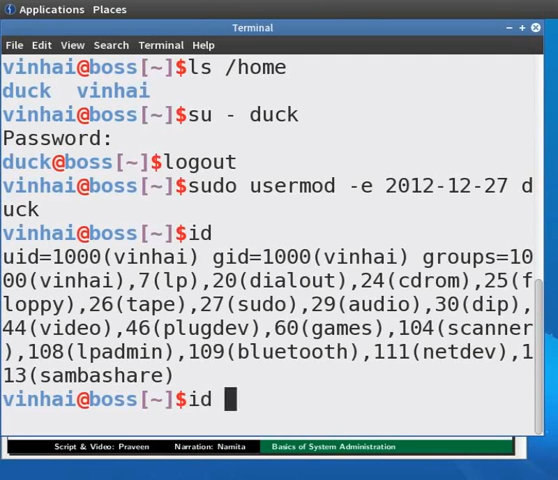 Applications Places
Terminal
File Edit View Search Terminal Help
vinhai@boss[~]$ls /home
duck vinhai
vinhai@boss[~]$su - duck
Password:
duck@boss[~]$logout
vinhai@boss[~]$sudo usermod -e 2012-12-27 d
uck
vinhai@boss[~]$id
uid=1000(vinhai) gid=1000(vinhai) groups=10
00(vinhai),7(lp),20(dialout),24(cdrom),25(f
loppy),26(tape),27(sudo),29(audio),30(dip),
44(video),46(plugdev),60(games),104(scanner
),108(lpadmin),109(bluetooth),111(netdev),1
13(sambashare)
vinhai@boss[~]$id
Script & Video: Praveen Narration: Namita Basics of System Administration